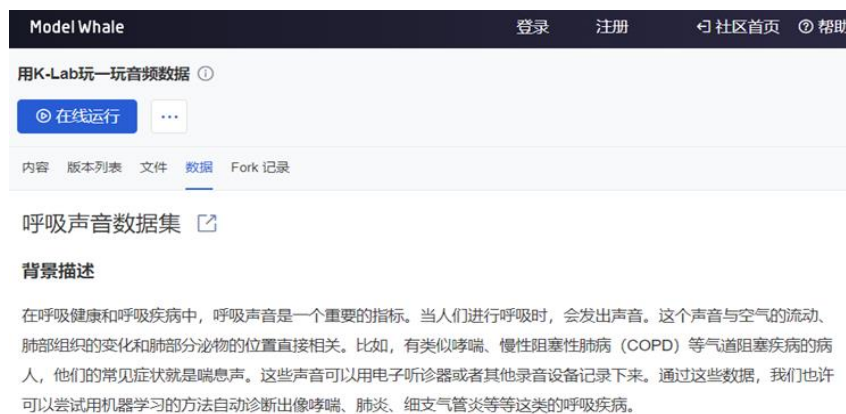 Model Whale 登录 注册 社区首页 帮助
用K-Lab玩一玩音频数据
在线运行 ...
内容 版本列表 文件 数据 Fork 记录
呼吸声音数据集
背景描述
在呼吸健康和呼吸疾病中，呼吸声音是一个重要的指标。当人们进行呼吸时，会发出声音。这个声音与空气的流动、
肺部组织的变化和肺部分泌物的位置直接相关。比如，有类似哮喘、慢性阻塞性肺病（COPD）等气道阻塞疾病的病
人，他们的常见症状就是喘息声。这些声音可以用电子听诊器或者其他录音设备记录下来。通过这些数据，我们也许
可以尝试用机器学习的方法自动诊断出像哮喘、肺炎、细支气管炎等等这类的呼吸疾病。